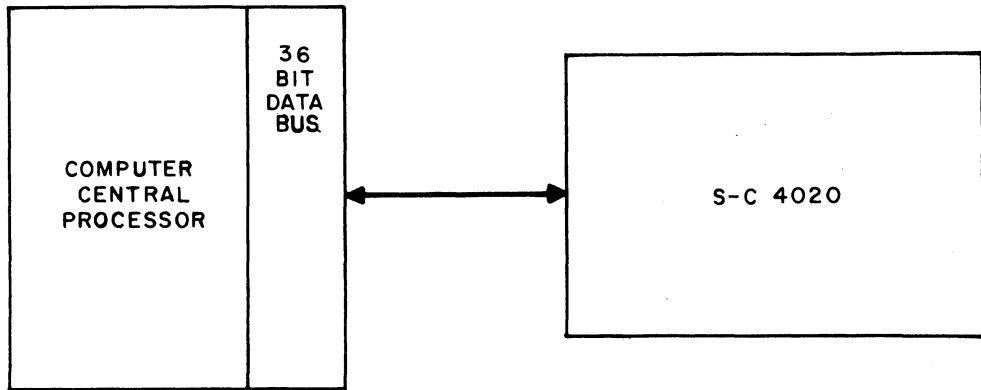 36
BIT
DATA
BUS
COMPUTER
CENTRAL
PROCESSOR
S-C 4020